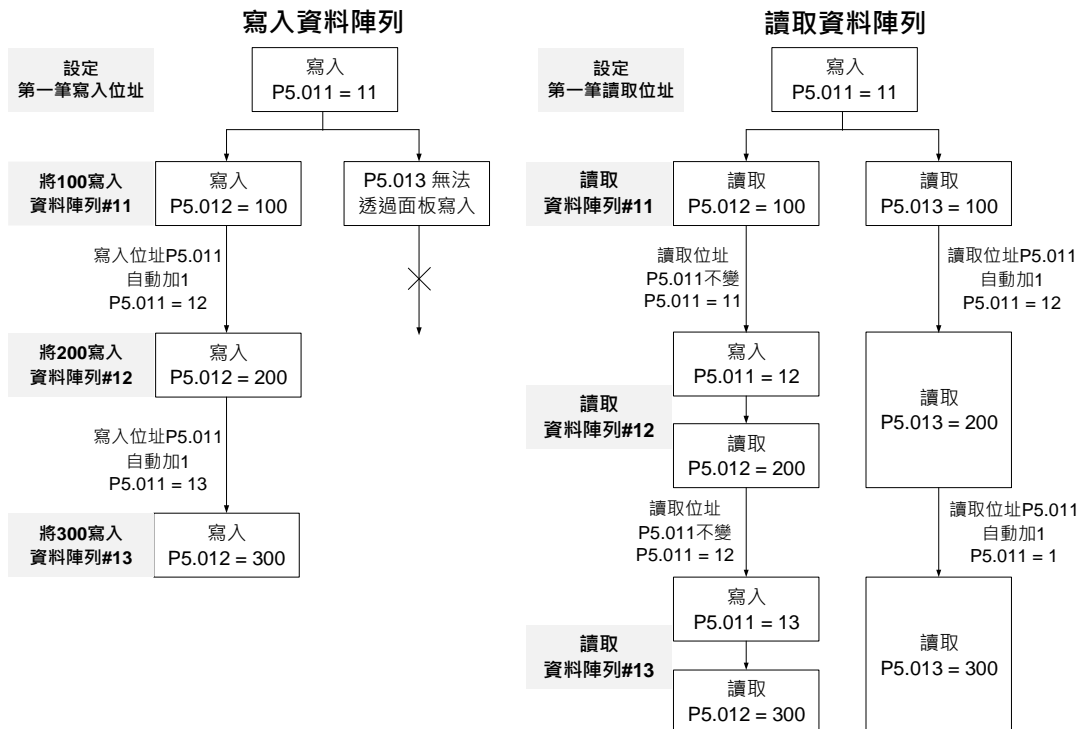 寫入資料陣列
設定
第一筆寫入位址
寫入
P5.011 = 11
將100寫入
資料陣列#11
寫入
P5.012 = 100
P5.013 無法
透過面板寫入
寫入位址P5.011
自動加1
P5.011 = 12
將200寫入
資料陣列#12
寫入
P5.012 = 200
寫入位址P5.011
自動加1
P5.011 = 13
將300寫入
資料陣列#13
寫入
P5.012 = 300
讀取資料陣列
設定
第一筆讀取位址
寫入
P5.011 = 11
讀取
資料陣列#11
讀取
P5.012 = 100
讀取
P5.013 = 100
讀取位址
P5.011不變
P5.011 = 11
讀取位址P5.011
自動加1
P5.011 = 12
讀取
資料陣列#12
寫入
P5.011 = 12
讀取
P5.012 = 200
讀取
P5.013 = 200
讀取位址
P5.011不變
P5.011 = 12
讀取位址P5.011
自動加1
P5.011 = 1
讀取
資料陣列#13
寫入
P5.011 = 13
讀取
P5.012 = 300
讀取
P5.013 = 300